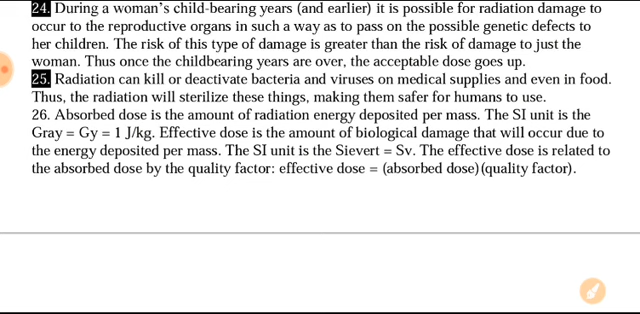 24. During a woman’s child-bearing years (and earlier) it is possible for radiation damage to
occur to the reproductive organs in such a way as to pass on the possible genetic defects to
her children. The risk of this type of damage is greater than the risk of damage to just the
woman. Thus once the childbearing years are over, the acceptable dose goes up.
25. Radiation can kill or deactivate bacteria and viruses on medical supplies and even in food.
Thus, the radiation will sterilize these things, making them safer for humans to use.
26. Absorbed dose is the amount of radiation energy deposited per mass. The SI unit is the
Gray = Gy = 1 J/kg. Effective dose is the amount of biological damage that will occur due to
the energy deposited per mass. The SI unit is the Sievert = Sv. The effective dose is related to
the absorbed dose by the quality factor: effective dose = (absorbed dose)(quality factor).